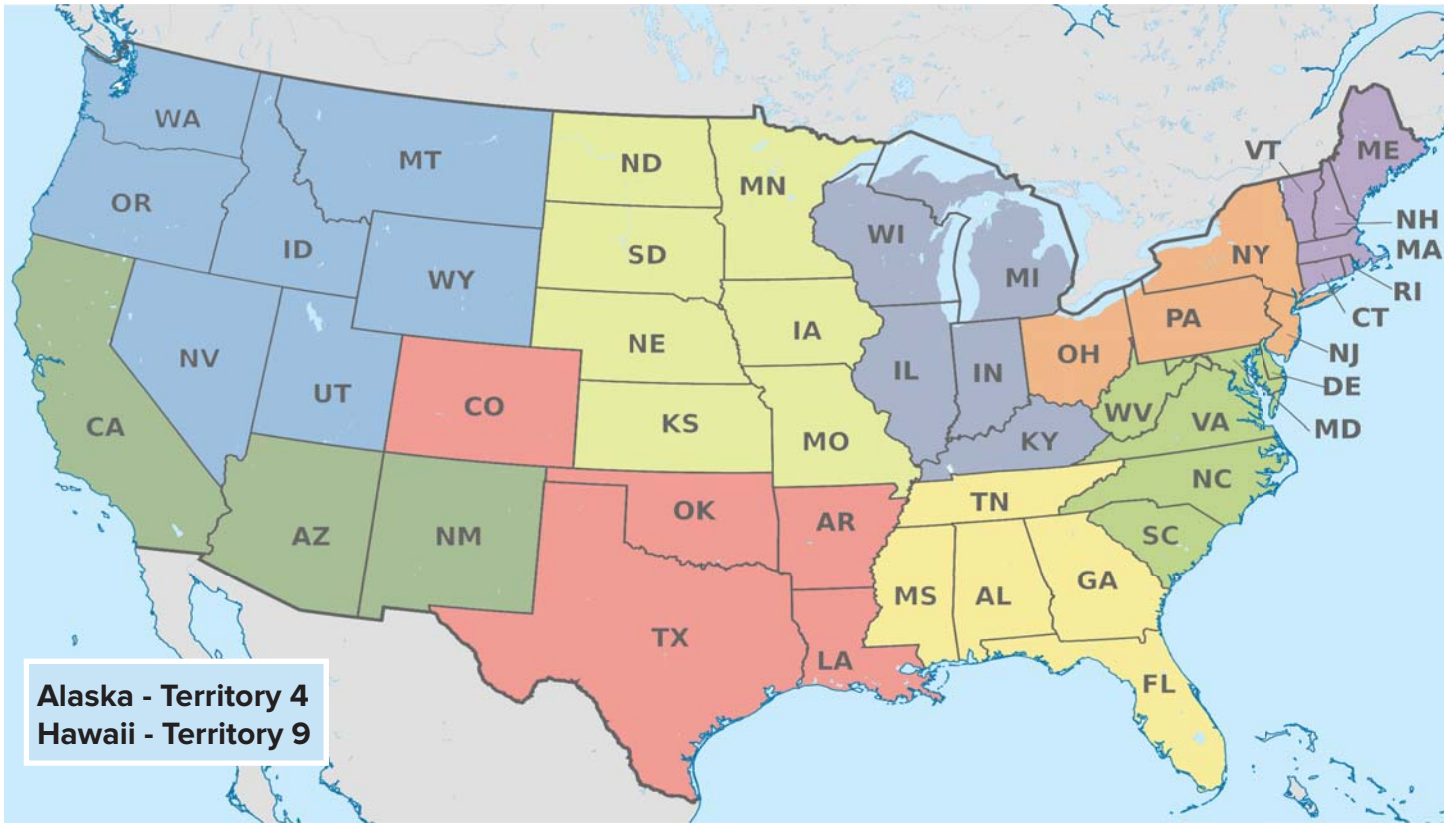 WA
MT
ND
MN
VT
ME
OR
ID
WY
SD
WI
MI
NY
NH
MA
RI
CT
NV
UT
CO
NE
IA
IL
IN
OH
PA
NJ
DE
MD
CA
KS
MO
KY
WV
VA
AZ
NM
OK
AR
TN
NC
SC
TX
LA
MS
AL
GA
FL
Alaska - Territory 4
Hawaii - Territory 9